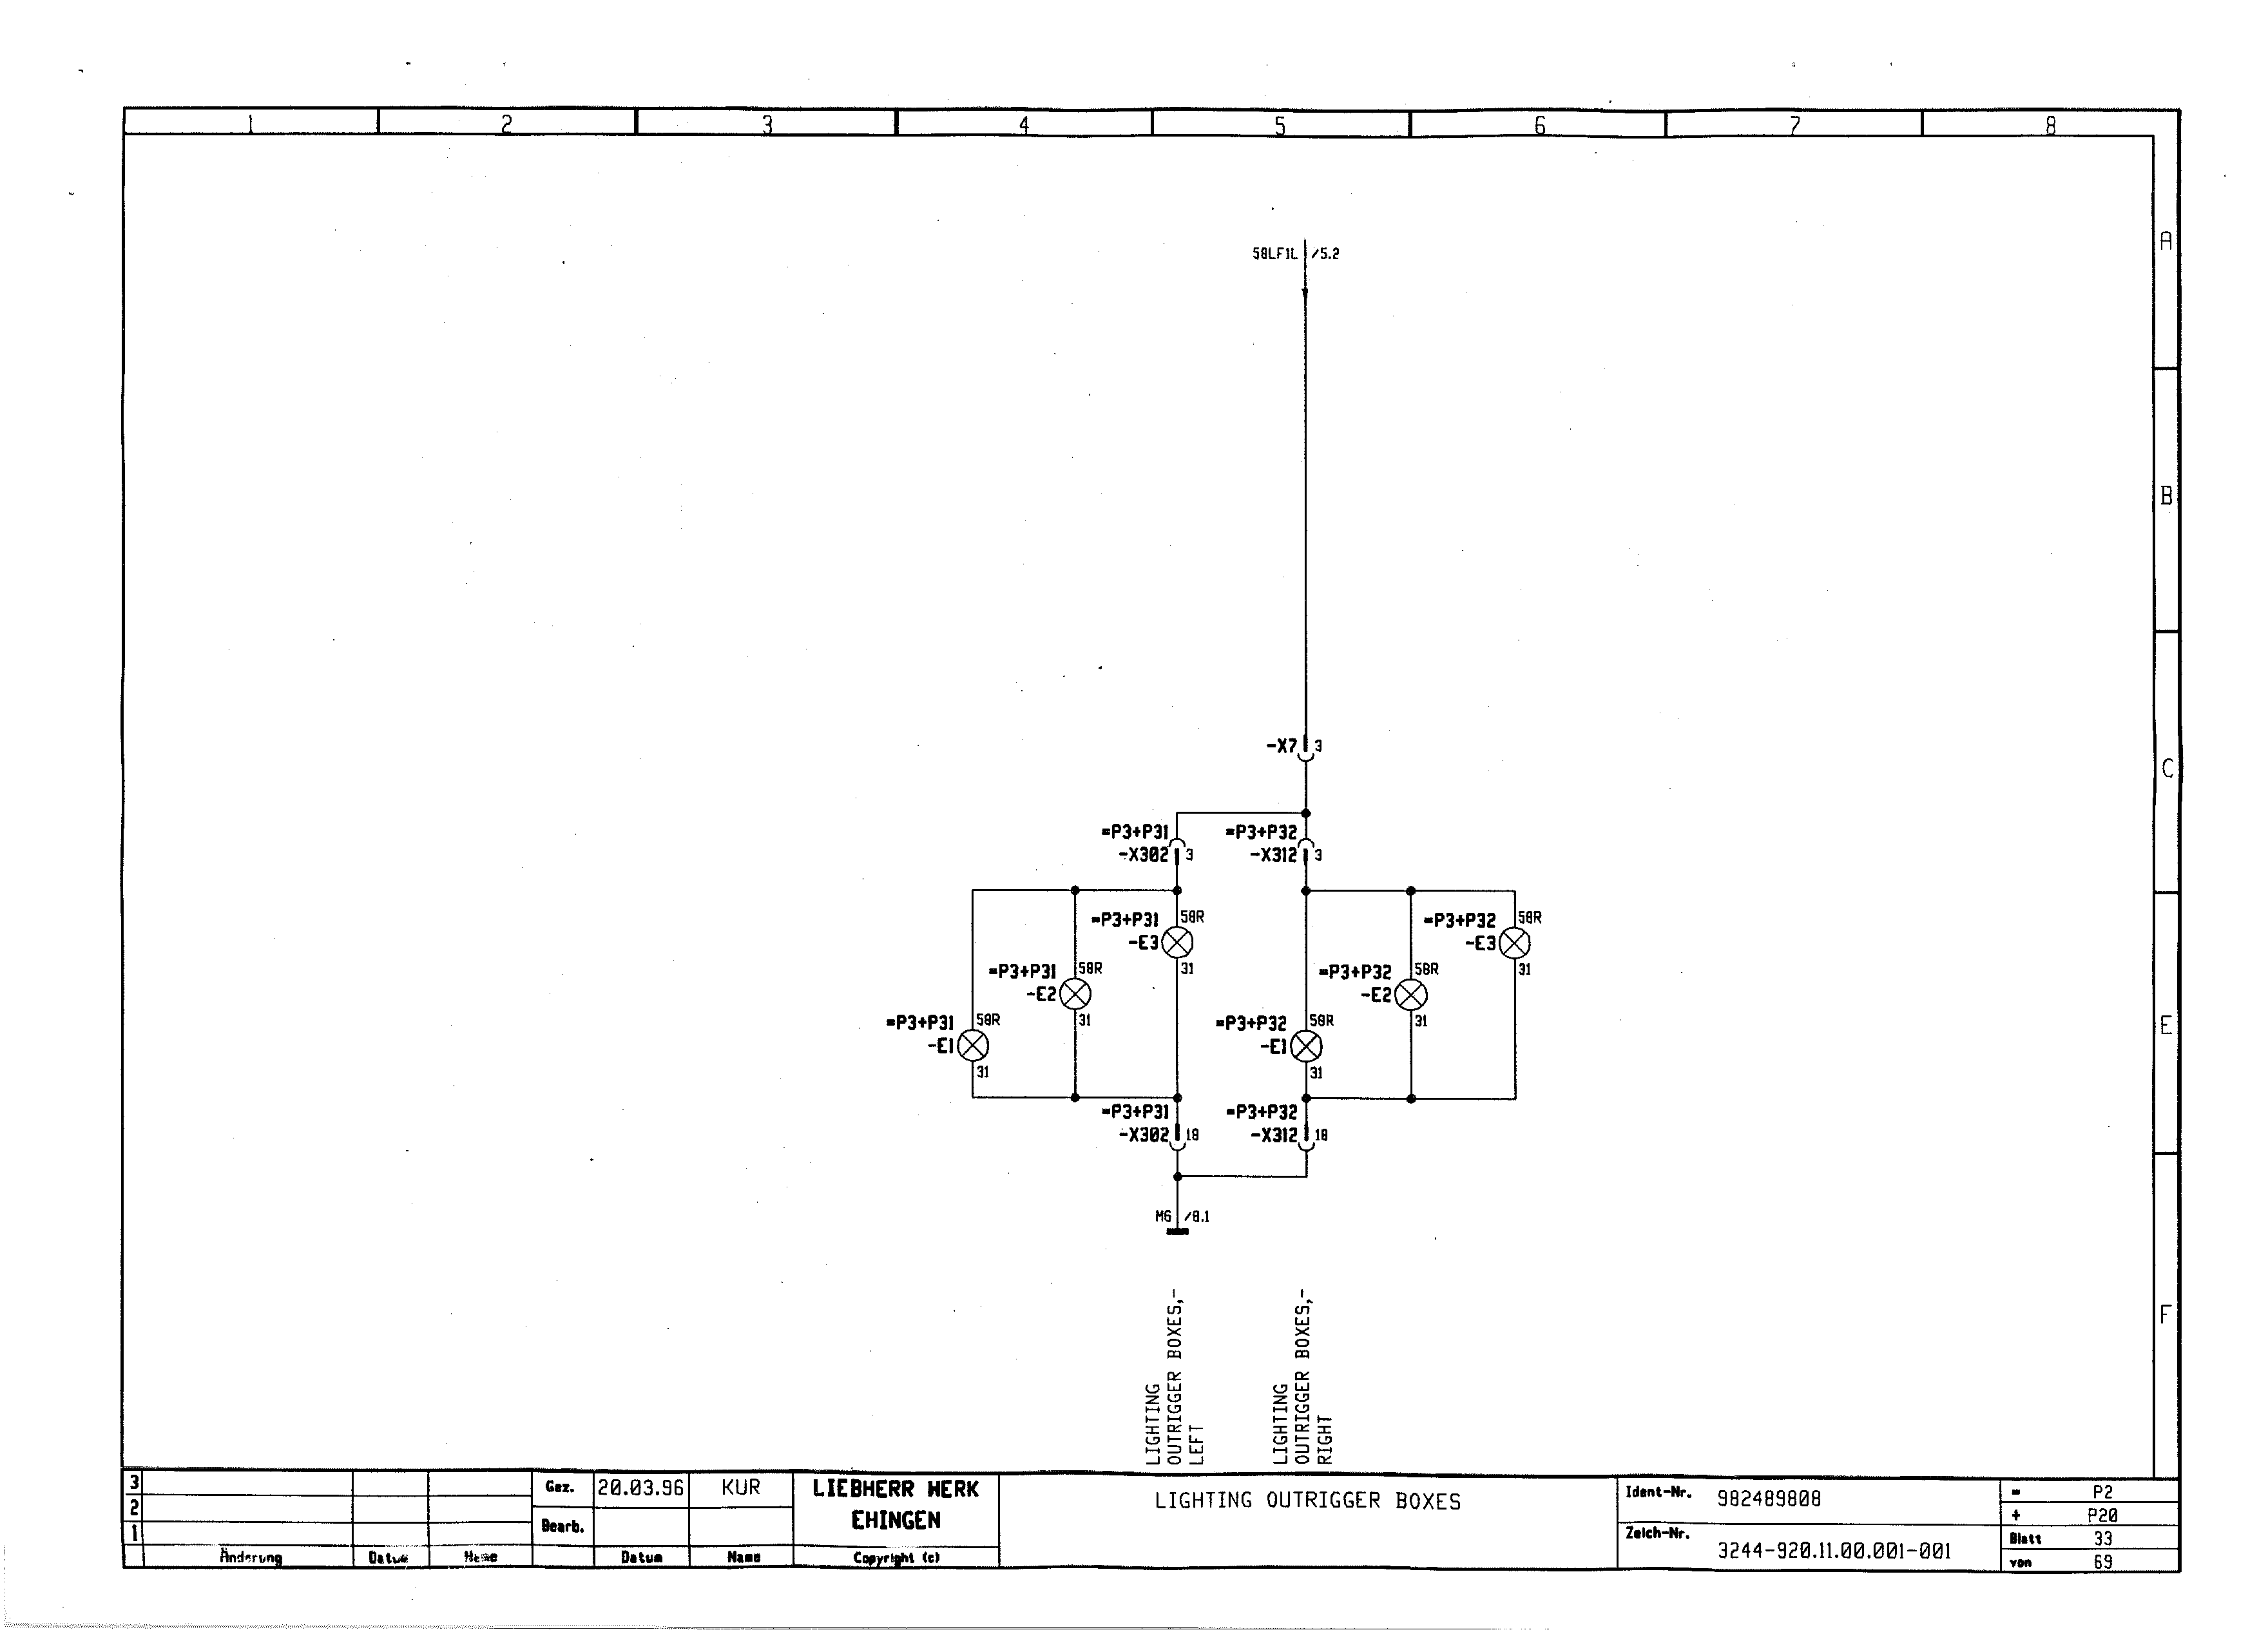 1 2 3 4 5 6 7 8
A
B
C
E
F
58LF1L /5.2
-X7 3
=P3+P31
-X302 3
=P3+P32
-X312 3
=P3+P31 58R
-E3
31
=P3+P32 58R
-E3
31
=P3+P31 58R
-E2
31
=P3+P32 58R
-E2
31
=P3+P31 58R
-E1
31
=P3+P32 58R
-E1
31
=P3+P31
-X302 18
=P3+P32
-X312 18
M6 /8.1
LIGHTING
OUTRIGGER BOXES,-
LEFT
LIGHTING
OUTRIGGER BOXES,-
RIGHT
3
2
1
Änderung Datum Name
Gez. 20.03.96 KUR
Bearb.
Datum Name
LIEBHERR WERK
EHINGEN
Copyright (c)
LIGHTING OUTRIGGER BOXES
Ident-Nr. 982489808
Zeich-Nr.
3244-920.11.00.001-001
= P2
+ P20
Blatt 33
von 69